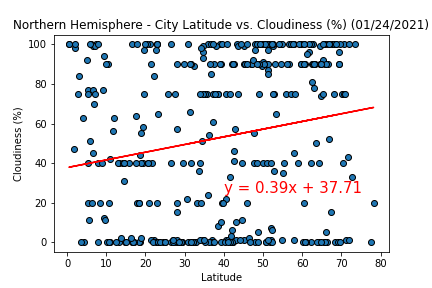 Northern Hemisphere - City Latitude vs. Cloudiness (%) (01/24/2021)
100
80
60
40
20
0
Cloudiness (%)
y = 0.39x + 37.71
0 10 20 30 40 50 60 70 80
Latitude